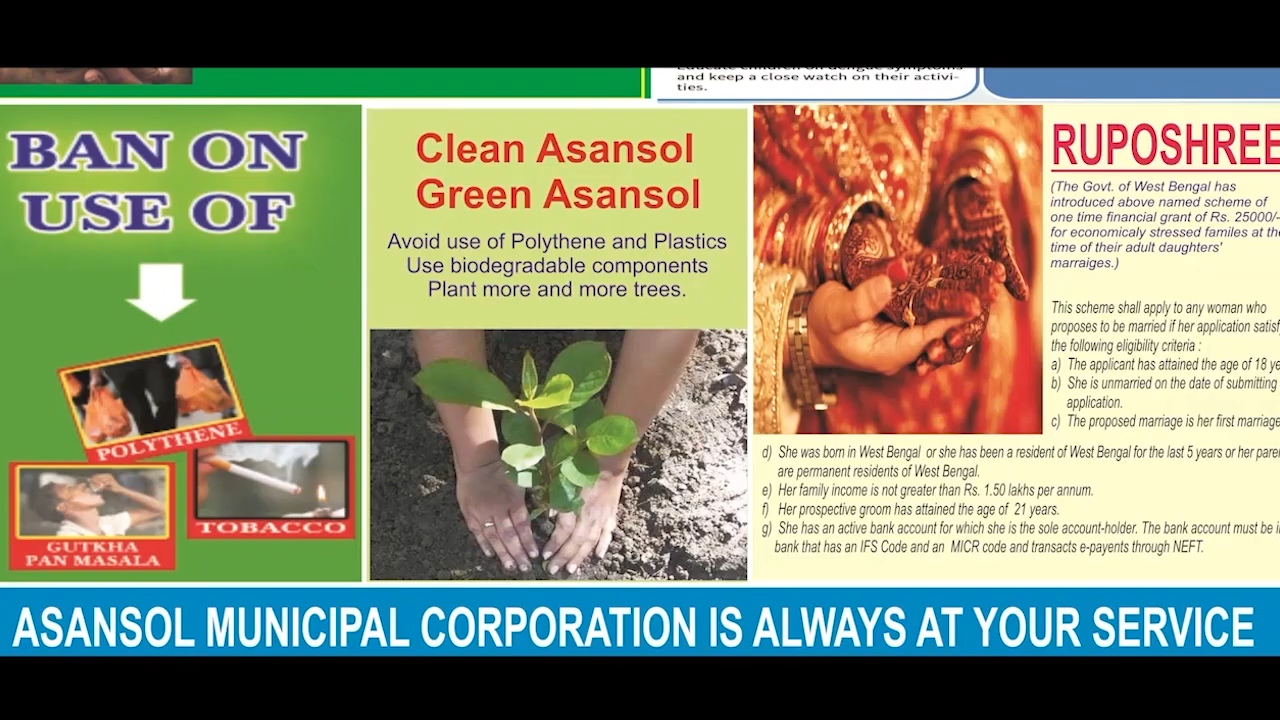 and keep a close watch on their activi-
ties.
BAN ON
USE OF
POLYTHENE
TOBACCO
GUTKHA
PAN MASALA
Clean Asansol
Green Asansol
Avoid use of Polythene and Plastics
Use biodegradable components
Plant more and more trees.
RUPOSHREE
(The Govt. of West Bengal has
introduced above named scheme of
one time financial grant of Rs. 25000/-
for economicaly stressed familes at the
time of their adult daughters'
marraiges.)
This scheme shall apply to any woman who
proposes to be married if her application
the following eligibility criteria :
a) The applicant has attained the age of 18
b) She is unmarried on the date of submitting
application.
c) The proposed marriage is her first marriage
d) She was born in West Bengal or she has been a resident of West Bengal for the last 5 years or her
are permanent residents of West Bengal.
e) Her family income is not greater than Rs. 1.50 lakhs per annum.
f) Her prospective groom has attained the age of 21 years.
g) She has an active bank account for which she is the sole account-holder. The bank account must be
bank that has an IFS Code and an MICR code and transacts e-payents through NEFT.
ASANSOL MUNICIPAL CORPORATION IS ALWAYS AT YOUR SERVICE